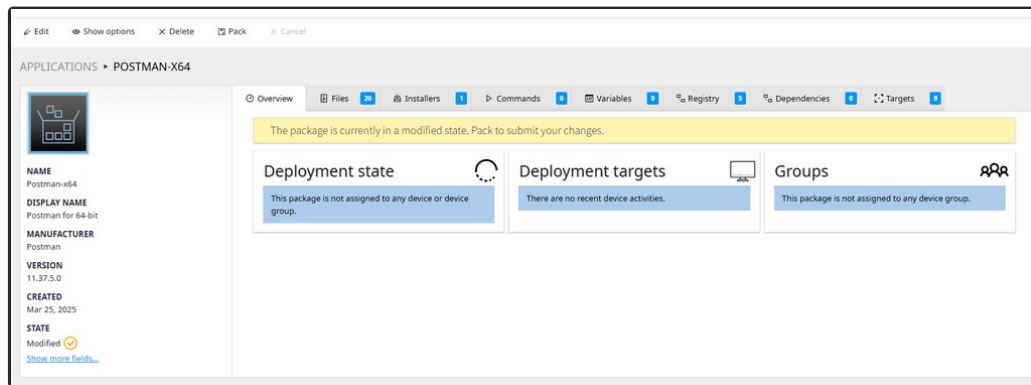 Edit Show options Delete Pack Cancel
APPLICATIONS ▸ POSTMAN-X64
Overview Files 20 Installers 1 Commands 0 Variables 0 Registry 5 Dependencies 0 Targets 9
The package is currently in a modified state. Pack to submit your changes.
Deployment state
This package is not assigned to any device or device
group.
Deployment targets
There are no recent device activities.
Groups
This package is not assigned to any device group.
NAME
Postman-x64
DISPLAY NAME
Postman for 64-bit
MANUFACTURER
Postman
VERSION
11.37.5.0
CREATED
Mar 25, 2025
STATE
Modified
Show more fields...